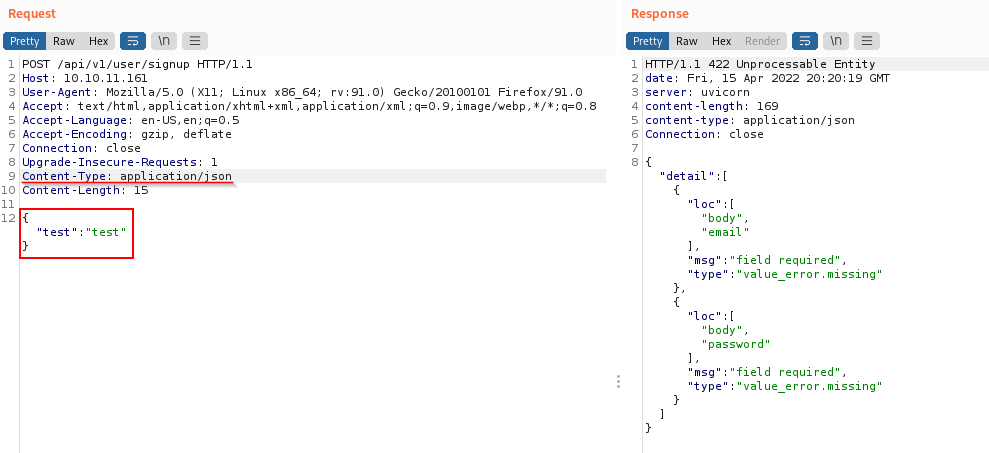 Request
Pretty Raw Hex \n
1 POST /api/v1/user/signup HTTP/1.1
2 Host: 10.10.11.161
3 User-Agent: Mozilla/5.0 (X11; Linux x86_64; rv:91.0) Gecko/20100101 Firefox/91.0
4 Accept: text/html,application/xhtml+xml,application/xml;q=0.9,image/webp,*/*;q=0.8
5 Accept-Language: en-US,en;q=0.5
6 Accept-Encoding: gzip, deflate
7 Connection: close
8 Upgrade-Insecure-Requests: 1
9 Content-Type: application/json
10 Content-Length: 15
11
12 {
"test":"test"
}
Response
Pretty Raw Hex Render \n
1 HTTP/1.1 422 Unprocessable Entity
2 date: Fri, 15 Apr 2022 20:20:19 GMT
3 server: uvicorn
4 content-length: 169
5 content-type: application/json
6 Connection: close
7
8 {
"detail":[
{
"loc":[
"body",
"email"
],
"msg":"field required",
"type":"value_error.missing"
},
{
"loc":[
"body",
"password"
],
"msg":"field required",
"type":"value_error.missing"
}
]
}